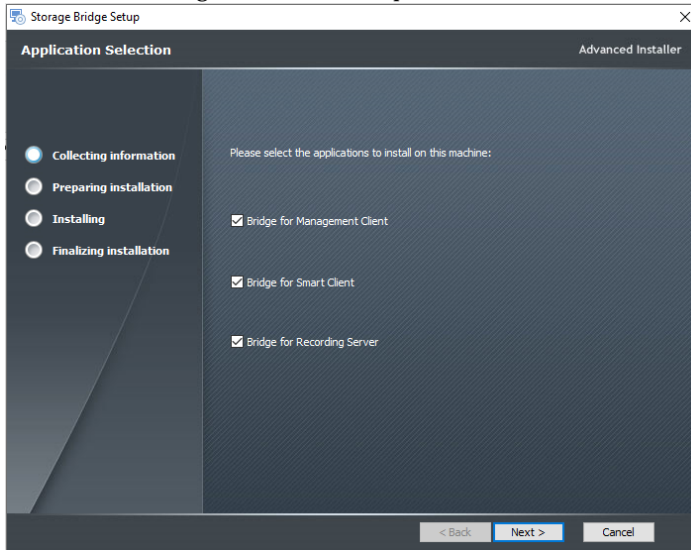 Storage Bridge Setup
Application Selection
Advanced Installer
Collecting information
Preparing installation
Installing
Finalizing installation
Please select the applications to install on this machine:
Bridge for Management Client
Bridge for Smart Client
Bridge for Recording Server
< Back
Next >
Cancel